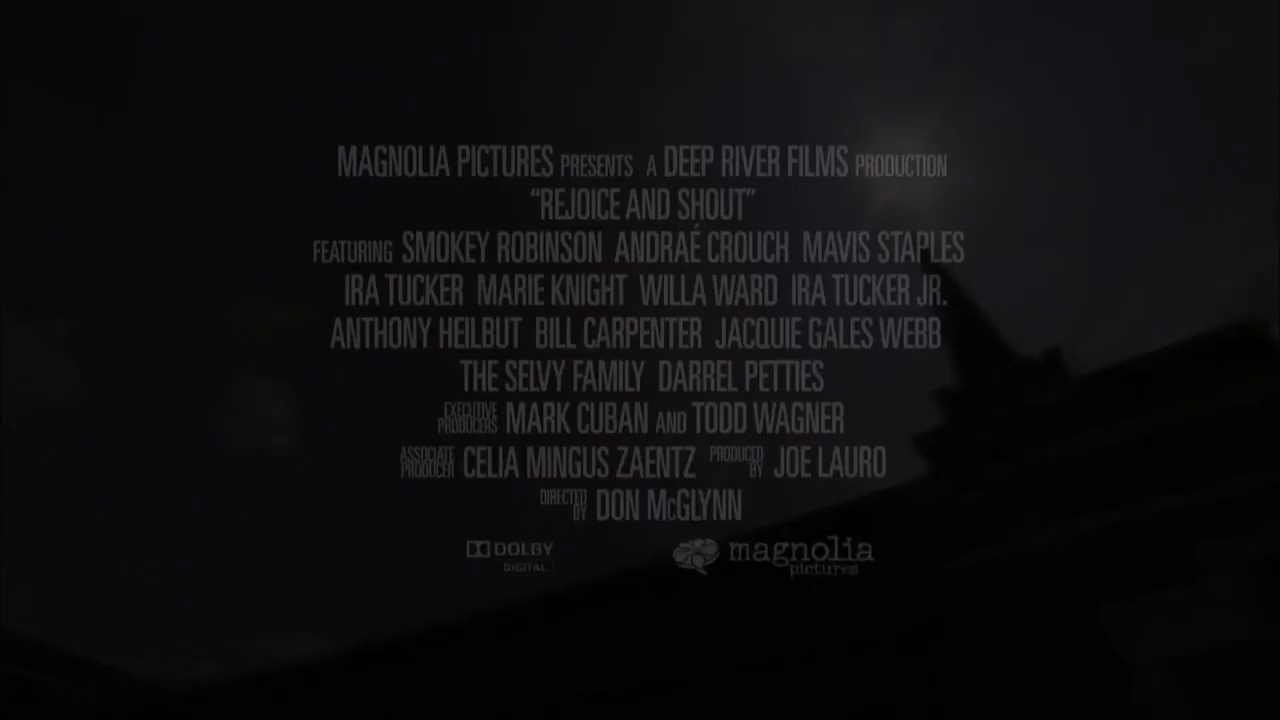 MAGNOLIA PICTURES PRESENTS A DEEP RIVER FILMS PRODUCTION
“REJOICE AND SHOUT”
FEATURING SMOKEY ROBINSON ANDRAÉ CROUCH MAVIS STAPLES
IRA TUCKER MARIE KNIGHT WILLA WARD IRA TUCKER JR.
ANTHONY HEILBUT BILL CARPENTER JACQUIE GALES WEBB
THE SELVY FAMILY DARREL PETTIES
EXECUTIVE PRODUCERS MARK CUBAN AND TODD WAGNER
ASSOCIATE PRODUCER CELIA MINGUS ZAENTZ PRODUCED BY JOE LAURO
DIRECTED BY DON McGLYNN
DOLBY DIGITAL
magnolia pictures